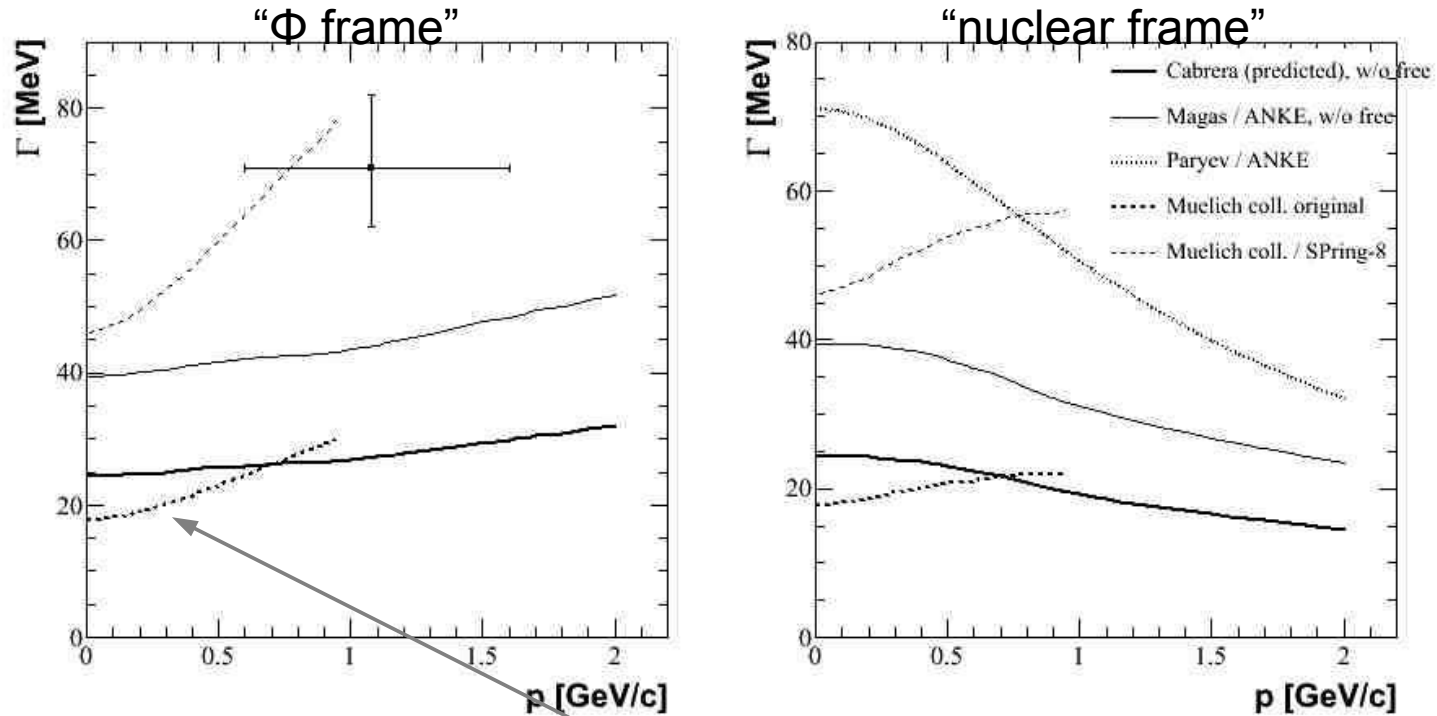 “Φ frame”
Γ [MeV]
80
60
40
20
0
0 0.5 1 1.5 2
p [GeV/c]
“nuclear frame”
Γ [MeV]
80
60
40
20
0
0 0.5 1 1.5 2
p [GeV/c]
Cabrera (predicted), w/o free
Magas / ANKE, w/o free
Paryev / ANKE
Muelich coll. original
Muelich coll. / SPring-8